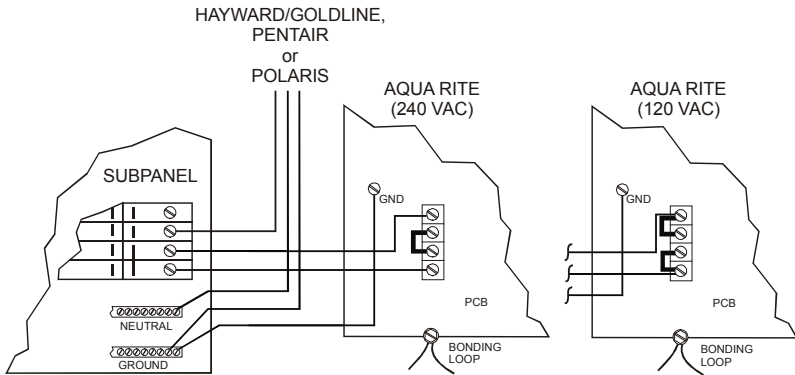 HAYWARD/GOLDLINE,
PENTAIR
or
POLARIS
AQUA RITE
(240 VAC)
AQUA RITE
(120 VAC)
SUBPANEL
GND
GND
PCB
PCB
NEUTRAL
GROUND
BONDING
LOOP
BONDING
LOOP